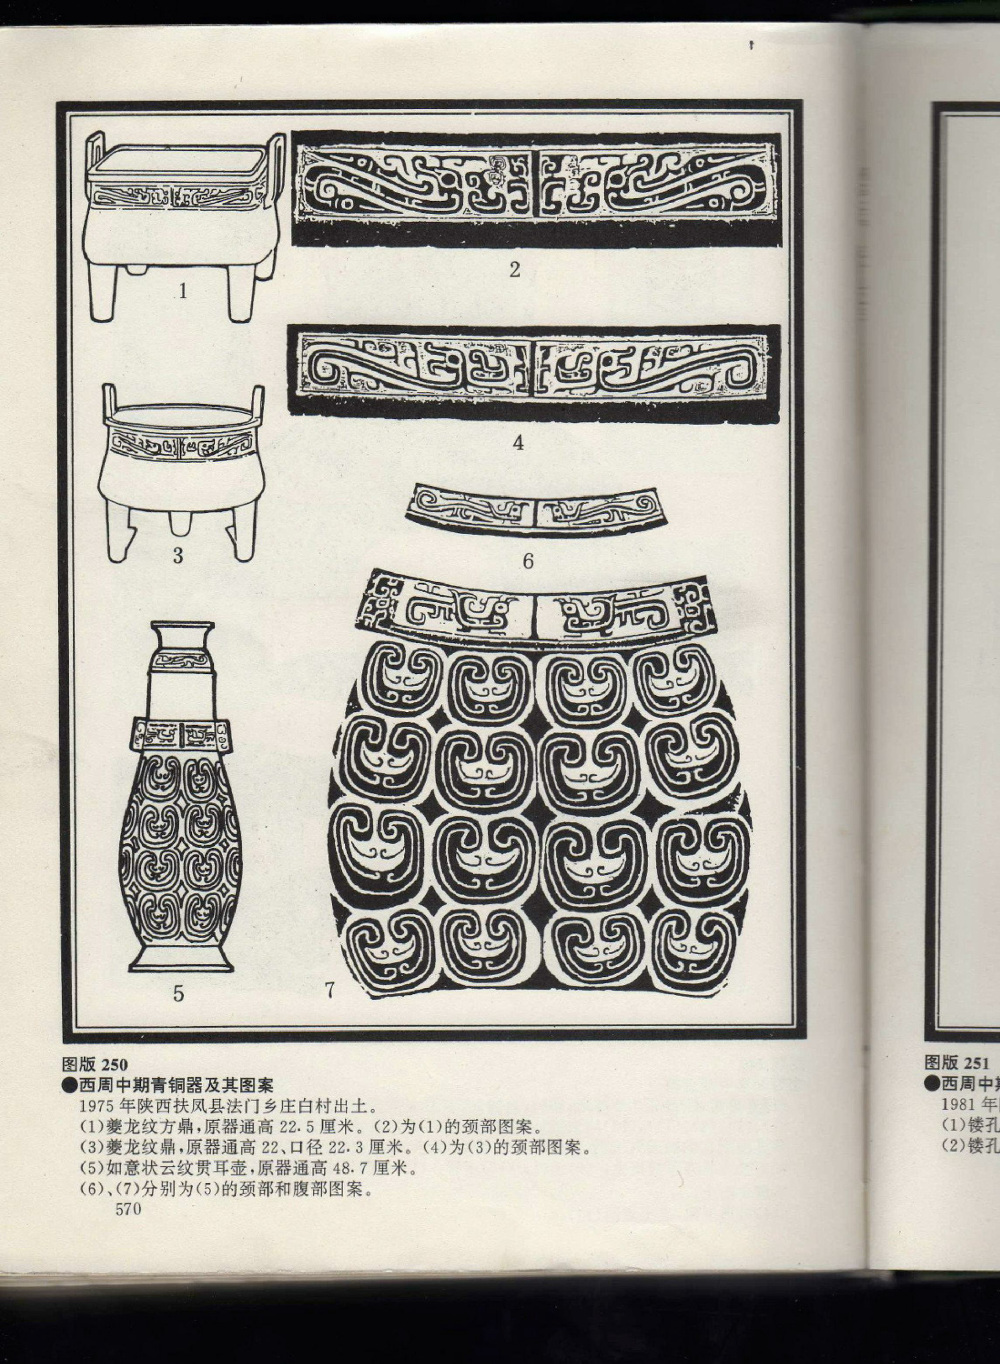 1
2
3
4
5
6
7
图版 250
●西周中期青铜器及其图案
1975 年陕西扶凤县法门乡庄白村出土。
(1)夔龙纹方鼎,原器通高 22.5 厘米。(2)为(1)的颈部图案。
(3)夔龙纹鼎,原器通高 22、口径 22.3 厘米。(4)为(3)的颈部图案。
(5)如意状云纹贯耳壶,原器通高 48.7 厘米。
(6)、(7)分别为(5)的颈部和腹部图案。
570
图版 251
●西周中
1981 年
(1)镂孔
(2)镂孔